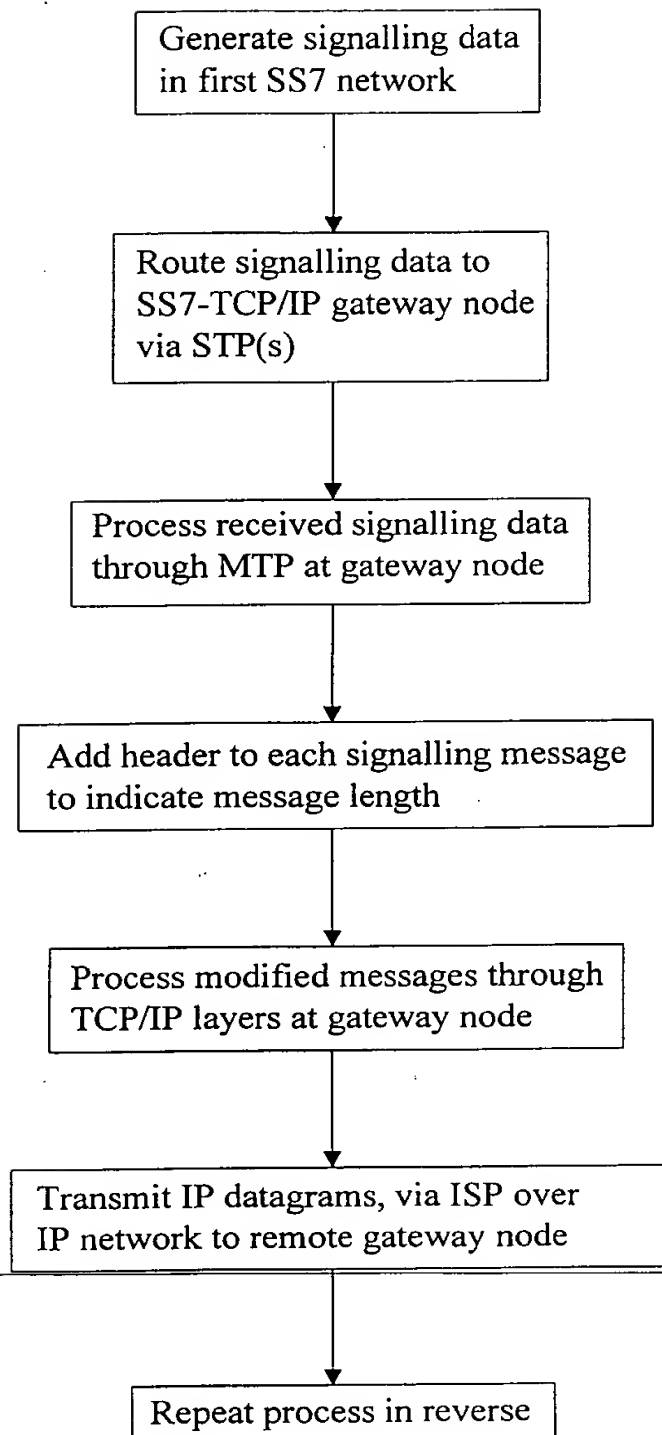 Generate signalling data
in first SS7 network
Route signalling data to
SS7-TCP/IP gateway node
via STP(s)
Process received signalling data
through MTP at gateway node
Add header to each signalling message
to indicate message length
Process modified messages through
TCP/IP layers at gateway node
Transmit IP datagrams, via ISP over
IP network to remote gateway node
Repeat process in reverse